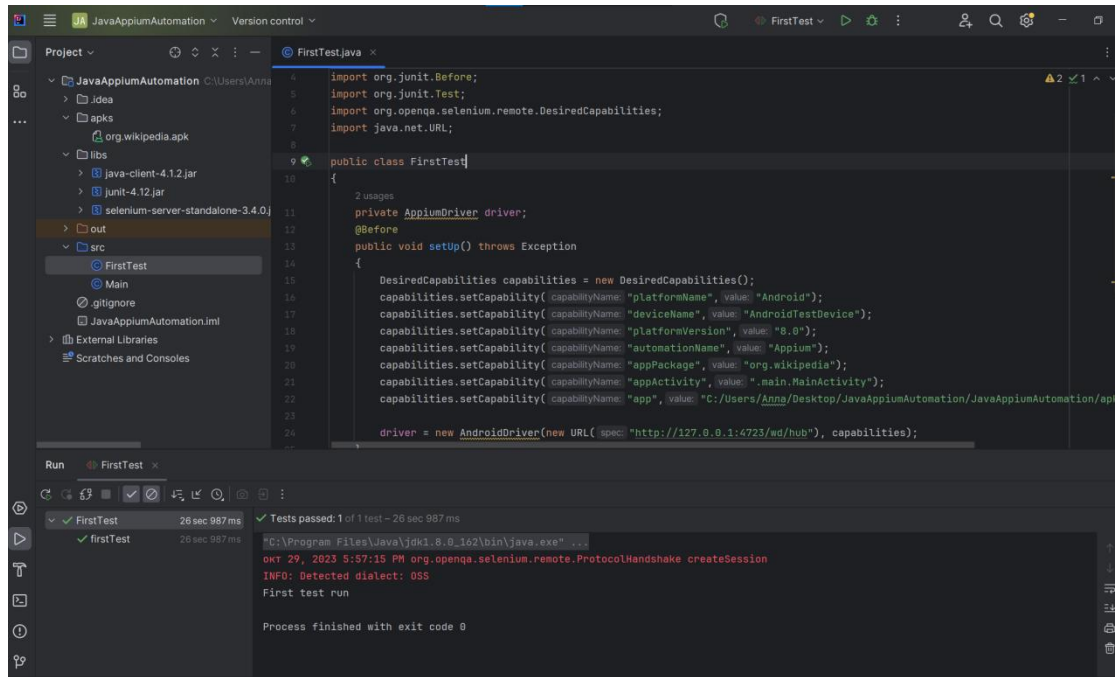 JA JavaAppiumAutomation Version control FirstTest
Project
JavaAppiumAutomation C:\Users\Anna
.idea
apks
org.wikipedia.apk
libs
java-client-4.1.2.jar
junit-4.12.jar
selenium-server-standalone-3.4.0.j
out
src
FirstTest
Main
.gitignore
JavaAppiumAutomation.iml
External Libraries
Scratches and Consoles
FirstTest.java
2 1
4 import org.junit.Before;
5 import org.junit.Test;
6 import org.openqa.selenium.remote.DesiredCapabilities;
7 import java.net.URL;
8
9 public class FirstTest
10 {
2 usages
11 private AppiumDriver driver;
12 @Before
13 public void setUp() throws Exception
14 {
15 DesiredCapabilities capabilities = new DesiredCapabilities();
16 capabilities.setCapability( capabilityName: "platformName", value: "Android");
17 capabilities.setCapability( capabilityName: "deviceName", value: "AndroidTestDevice");
18 capabilities.setCapability( capabilityName: "platformVersion", value: "8.0");
19 capabilities.setCapability( capabilityName: "automationName", value: "Appium");
20 capabilities.setCapability( capabilityName: "appPackage", value: "org.wikipedia");
21 capabilities.setCapability( capabilityName: "appActivity", value: ".main.MainActivity");
22 capabilities.setCapability( capabilityName: "app", value: "C:/Users/Anna/Desktop/JavaAppiumAutomation/JavaAppiumAutomation/apk
23
24 driver = new AndroidDriver(new URL( spec: "http://127.0.0.1:4723/wd/hub"), capabilities);
Run FirstTest
FirstTest 26 sec 987 ms
firstTest 26 sec 987 ms
Tests passed: 1 of 1 test – 26 sec 987 ms
"C:\Program Files\Java\jdk1.8.0_162\bin\java.exe" ...
окт 29, 2023 5:57:15 PM org.openqa.selenium.remote.ProtocolHandshake createSession
INFO: Detected dialect: OSS
First test run
Process finished with exit code 0